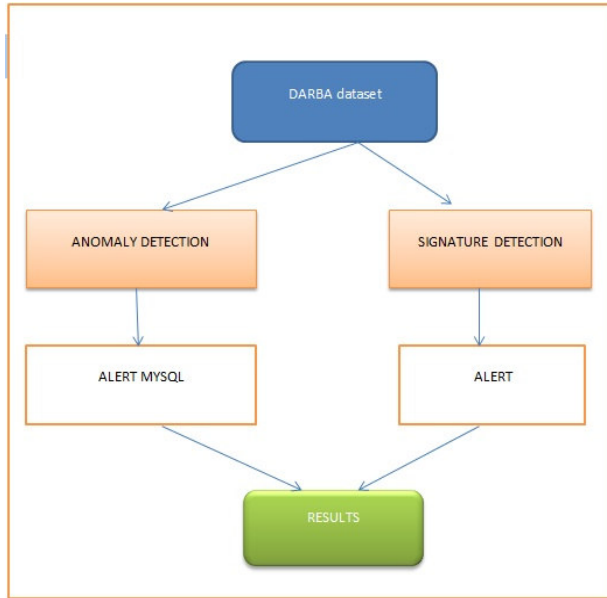 DARBA dataset
ANOMALY DETECTION
SIGNATURE DETECTION
ALERT MYSQL
ALERT
RESULTS